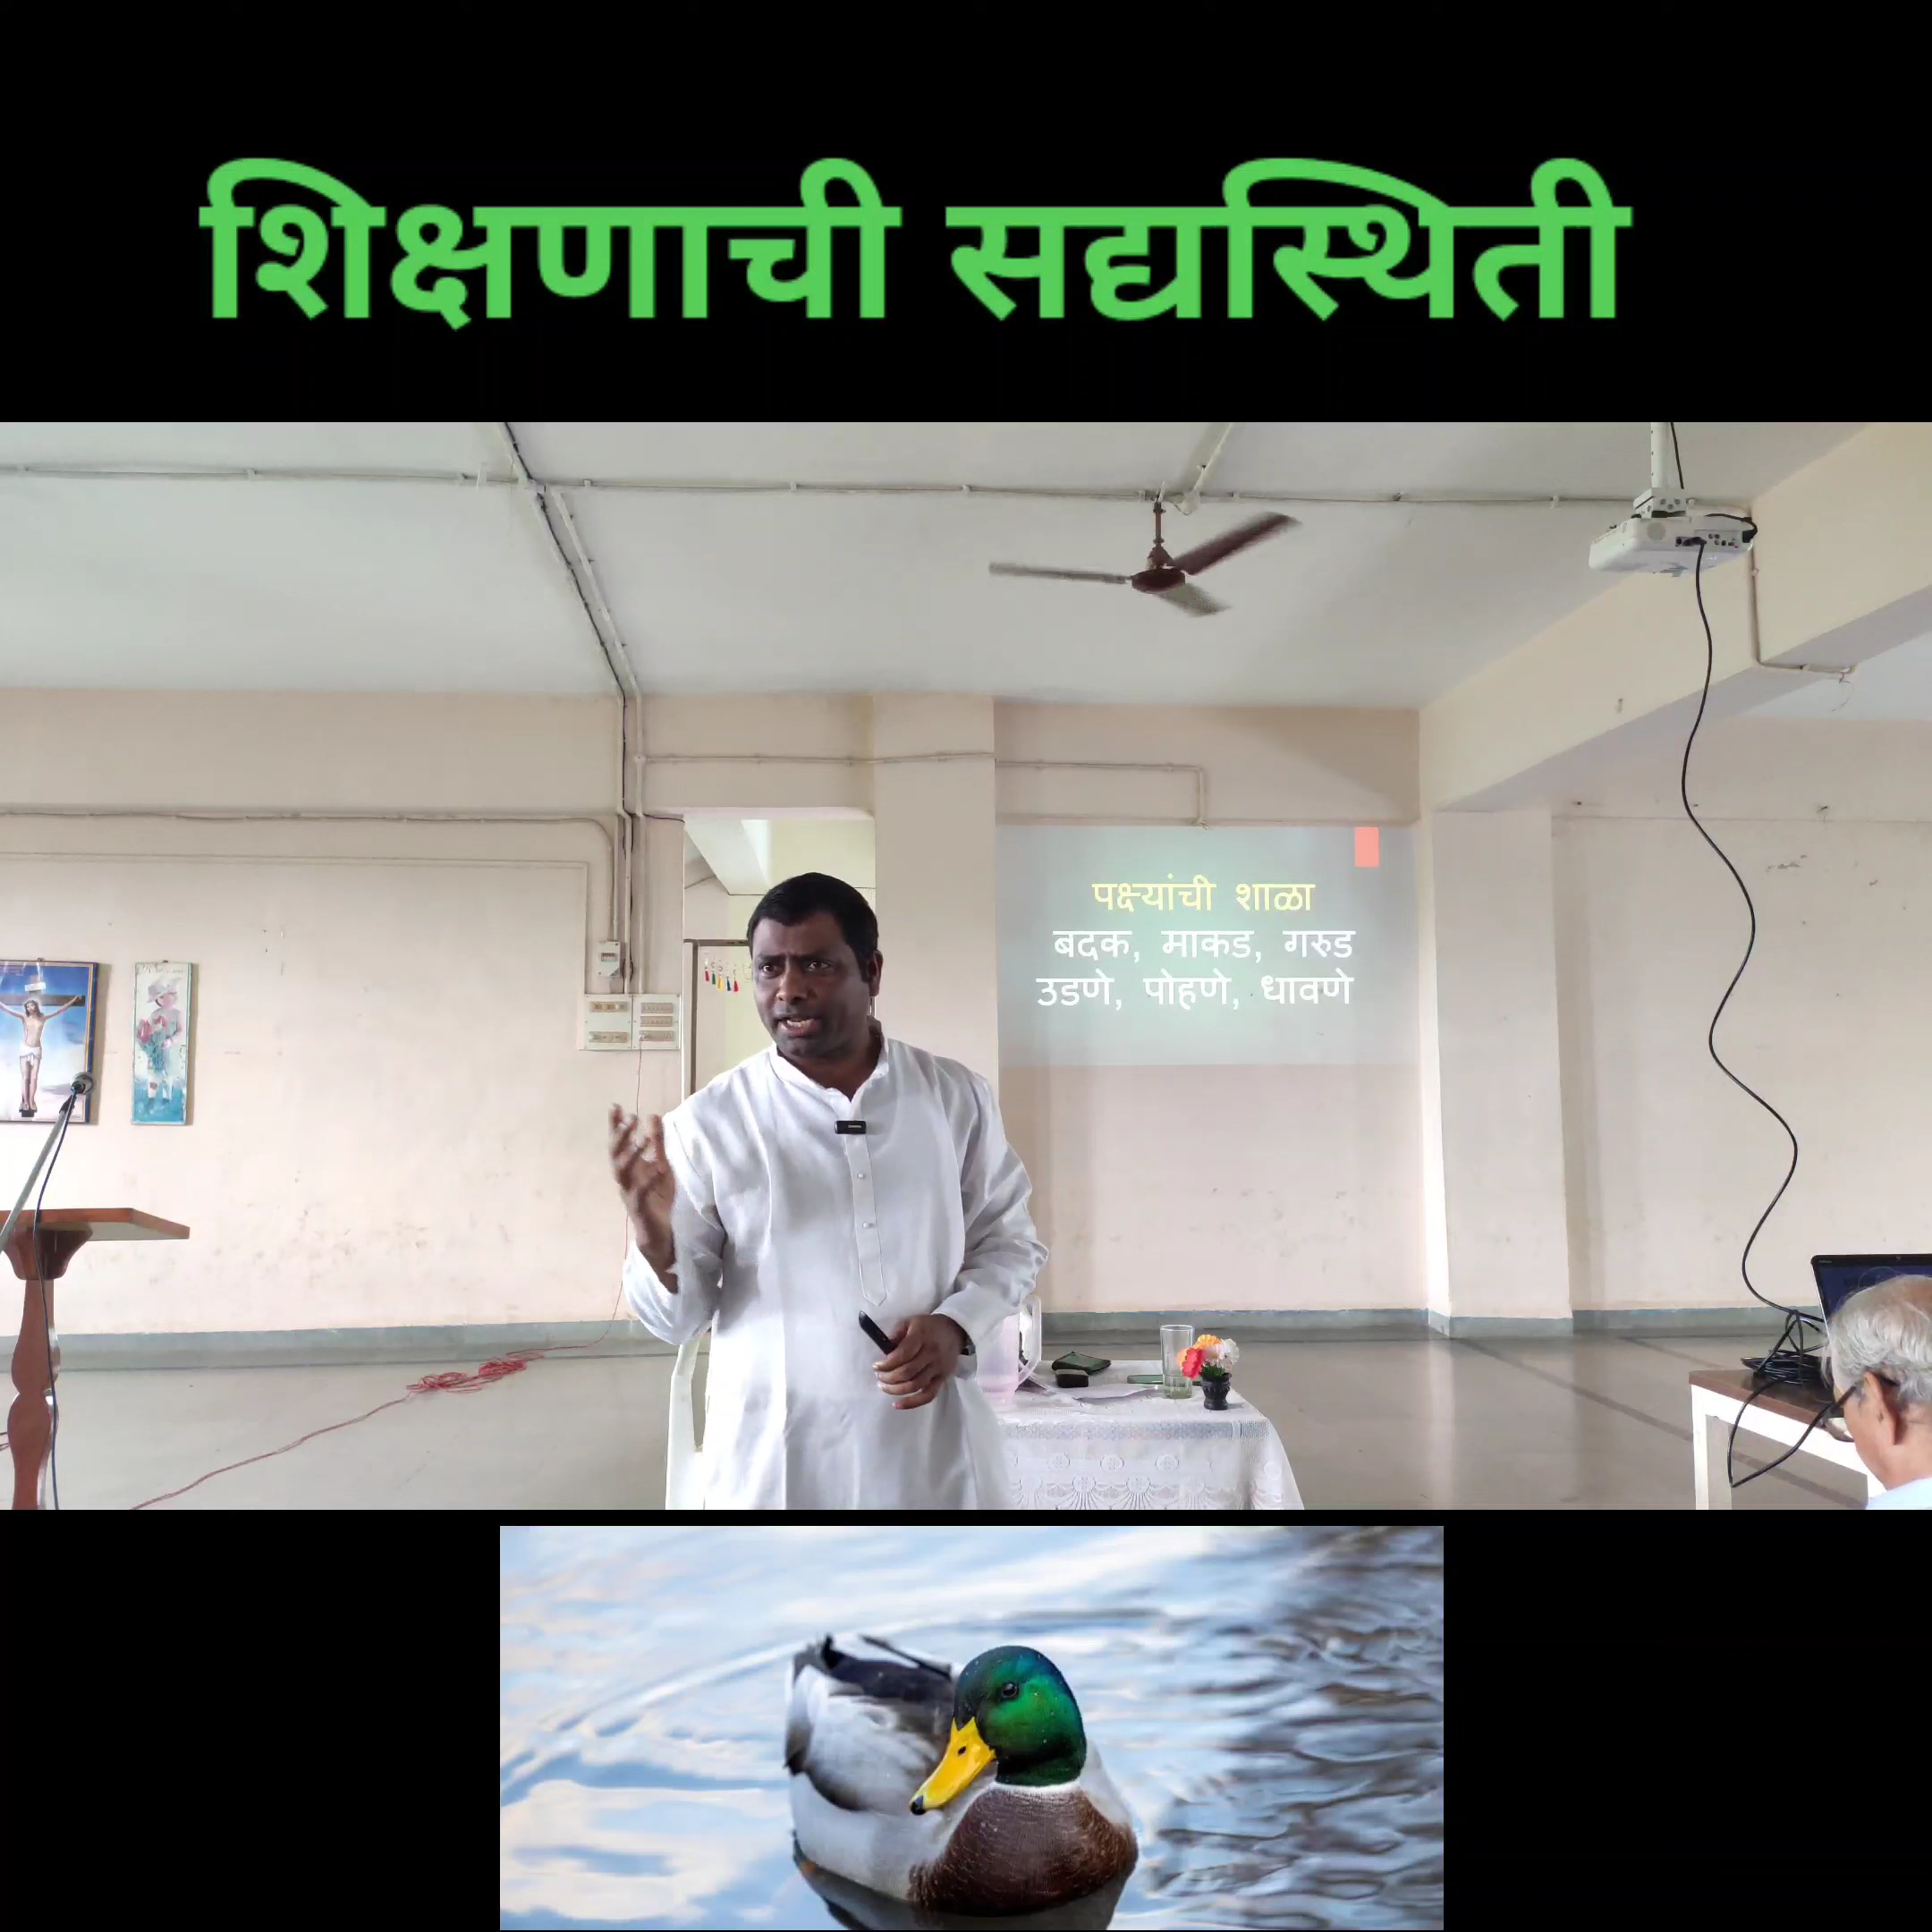 शिक्षणाची सद्यस्थिती
पक्ष्यांची शाळा
बदक, माकड, गरुड
उडणे, पोहणे, धावणे